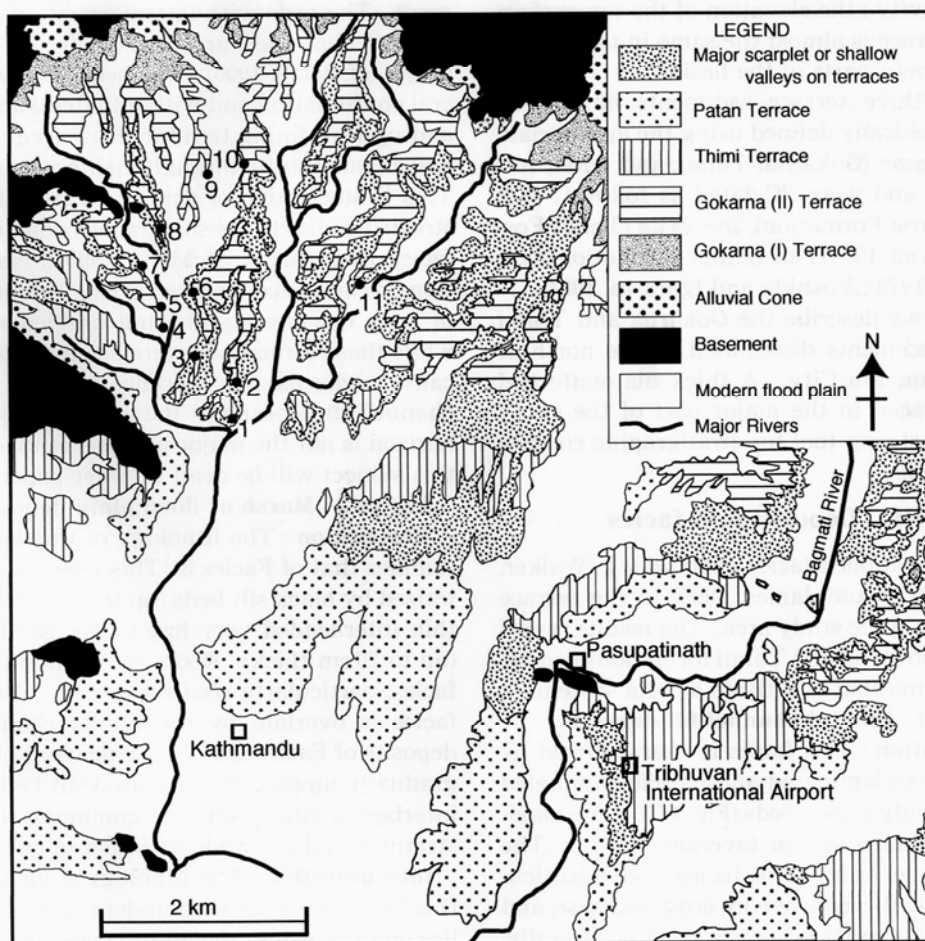 LEGEND
Major scarplet or shallow
valleys on terraces
Patan Terrace
Thimi Terrace
Gokarna (II) Terrace
Gokarna (I) Terrace
Alluvial Cone
Basement
Modern flood plain
Major Rivers
N
10
9
8
6
5
11
4
3
2
1
Bagmati River
Pasupatinath
Kathmandu
Tribhuvan
International Airport
2 km